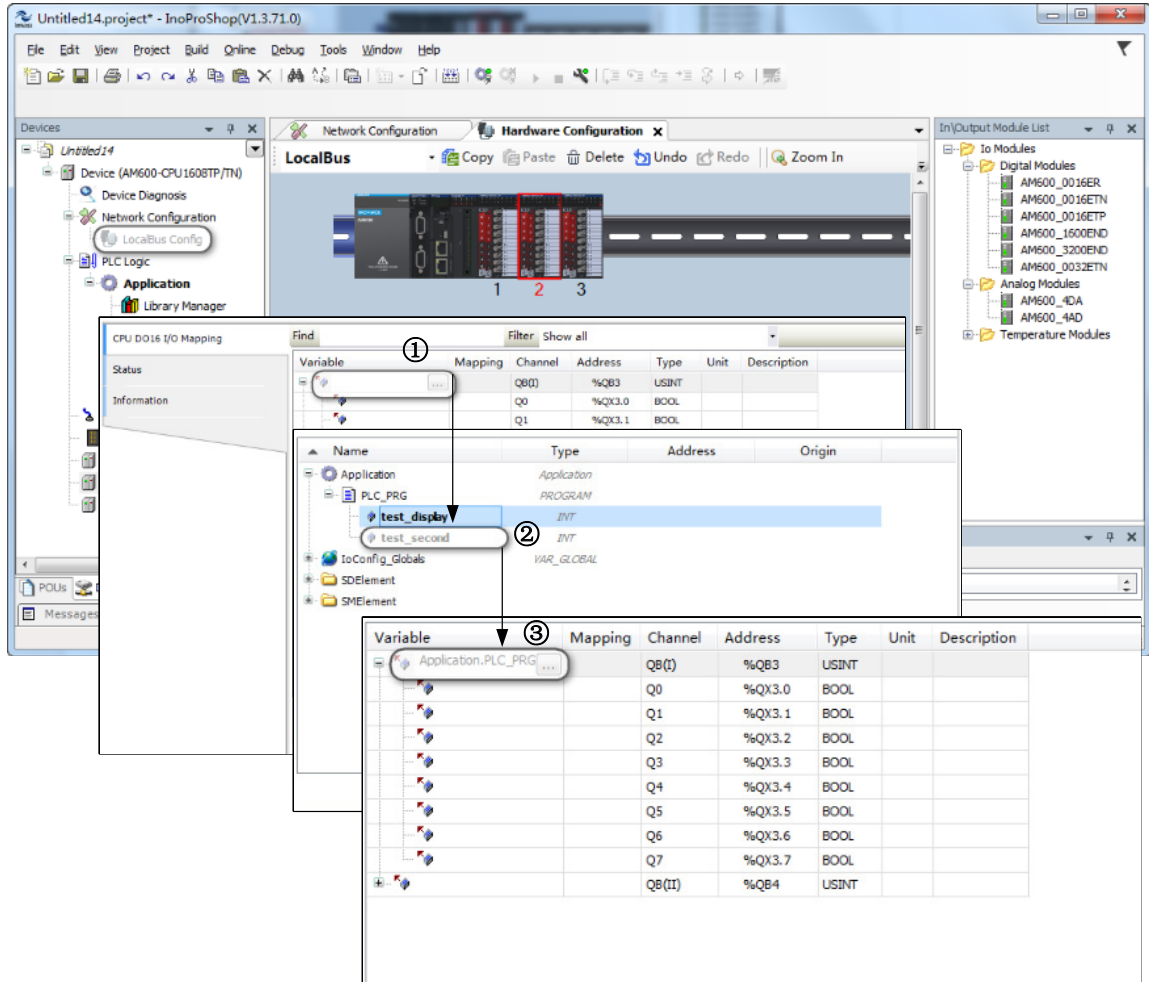 Untitled14.project* - InoProShop(V1.3.71.0)
File Edit View Project Build Online Debug Tools Window Help
Devices
Untitled14
Device (AM600-CPU1608TP/TN)
Device Diagnosis
Network Configuration
LocalBus Config
PLC Logic
Application
Library Manager
POUs
Messages
Network Configuration Hardware Configuration
LocalBus Copy Paste Delete Undo Redo Zoom In
1 2 3
In\Output Module List
Io Modules
Digital Modules
AM600_0016ER
AM600_0016ETN
AM600_0016ETP
AM600_1600END
AM600_3200END
AM600_0032ETN
Analog Modules
AM600_4DA
AM600_4AD
Temperature Modules
CPU DO16 I/O Mapping
Status
Information
Find Filter Show all
①
Variable Mapping Channel Address Type Unit Description
... QB(I) %QB3 USINT
Q0 %QX3.0 BOOL
Q1 %QX3.1 BOOL
Name Type Address Origin
Application Application
PLC_PRG PROGRAM
test_display INT
test_second INT
②
IoConfig_Globals VAR_GLOBAL
SDElement
SMElement
③
Variable Mapping Channel Address Type Unit Description
Application.PLC_PRG ... QB(I) %QB3 USINT
Q0 %QX3.0 BOOL
Q1 %QX3.1 BOOL
Q2 %QX3.2 BOOL
Q3 %QX3.3 BOOL
Q4 %QX3.4 BOOL
Q5 %QX3.5 BOOL
Q6 %QX3.6 BOOL
Q7 %QX3.7 BOOL
QB(II) %QB4 USINT